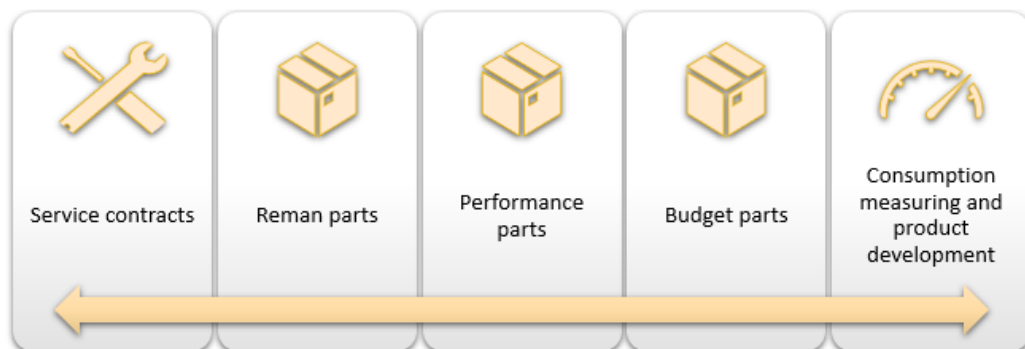 Service contracts
Reman parts
Performance
parts
Budget parts
Consumption
measuring and
product
development